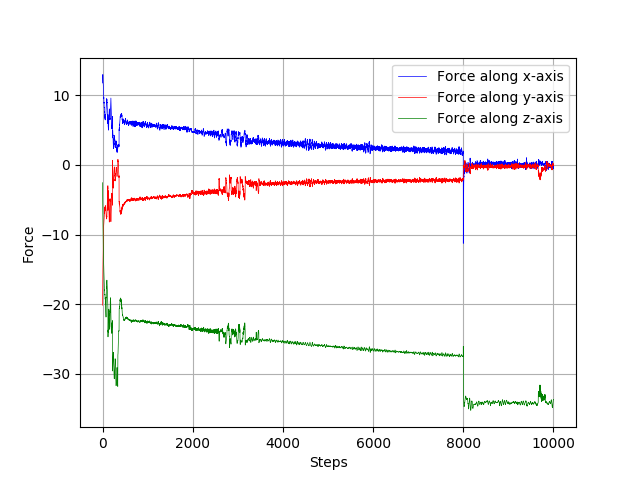 Force along x-axis
Force along y-axis
Force along z-axis
10
0
−10
−20
−30
Force
0
2000
4000
6000
8000
10000
Steps